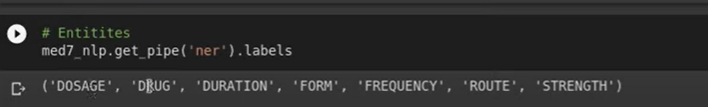 # Entitites
med7_nlp.get_pipe('ner').labels
('DOSAGE', 'DRUG', 'DURATION', 'FORM', 'FREQUENCY', 'ROUTE', 'STRENGTH')